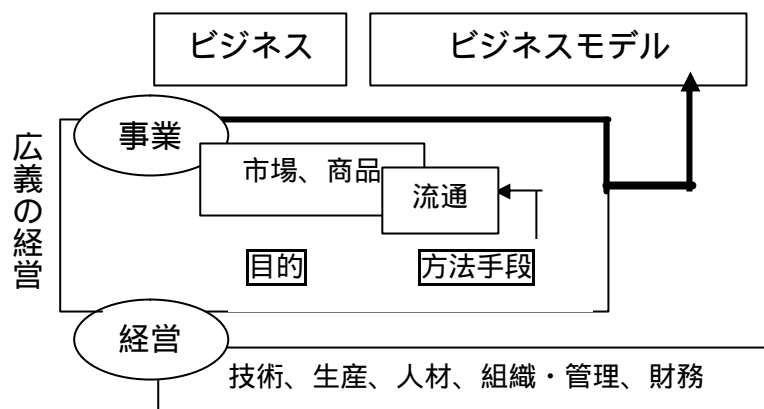 ビジネス
ビジネスモデル
広義の経営
事業
市場、商品
流通
目的
方法手段
経営
技術、生産、人材、組織・管理、財務